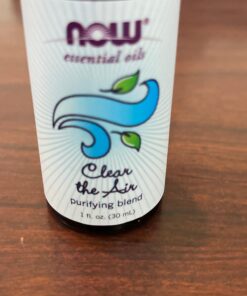 now®
essential oils
Clear
the Air
purifying blend
1 fl. oz. (30 mL)